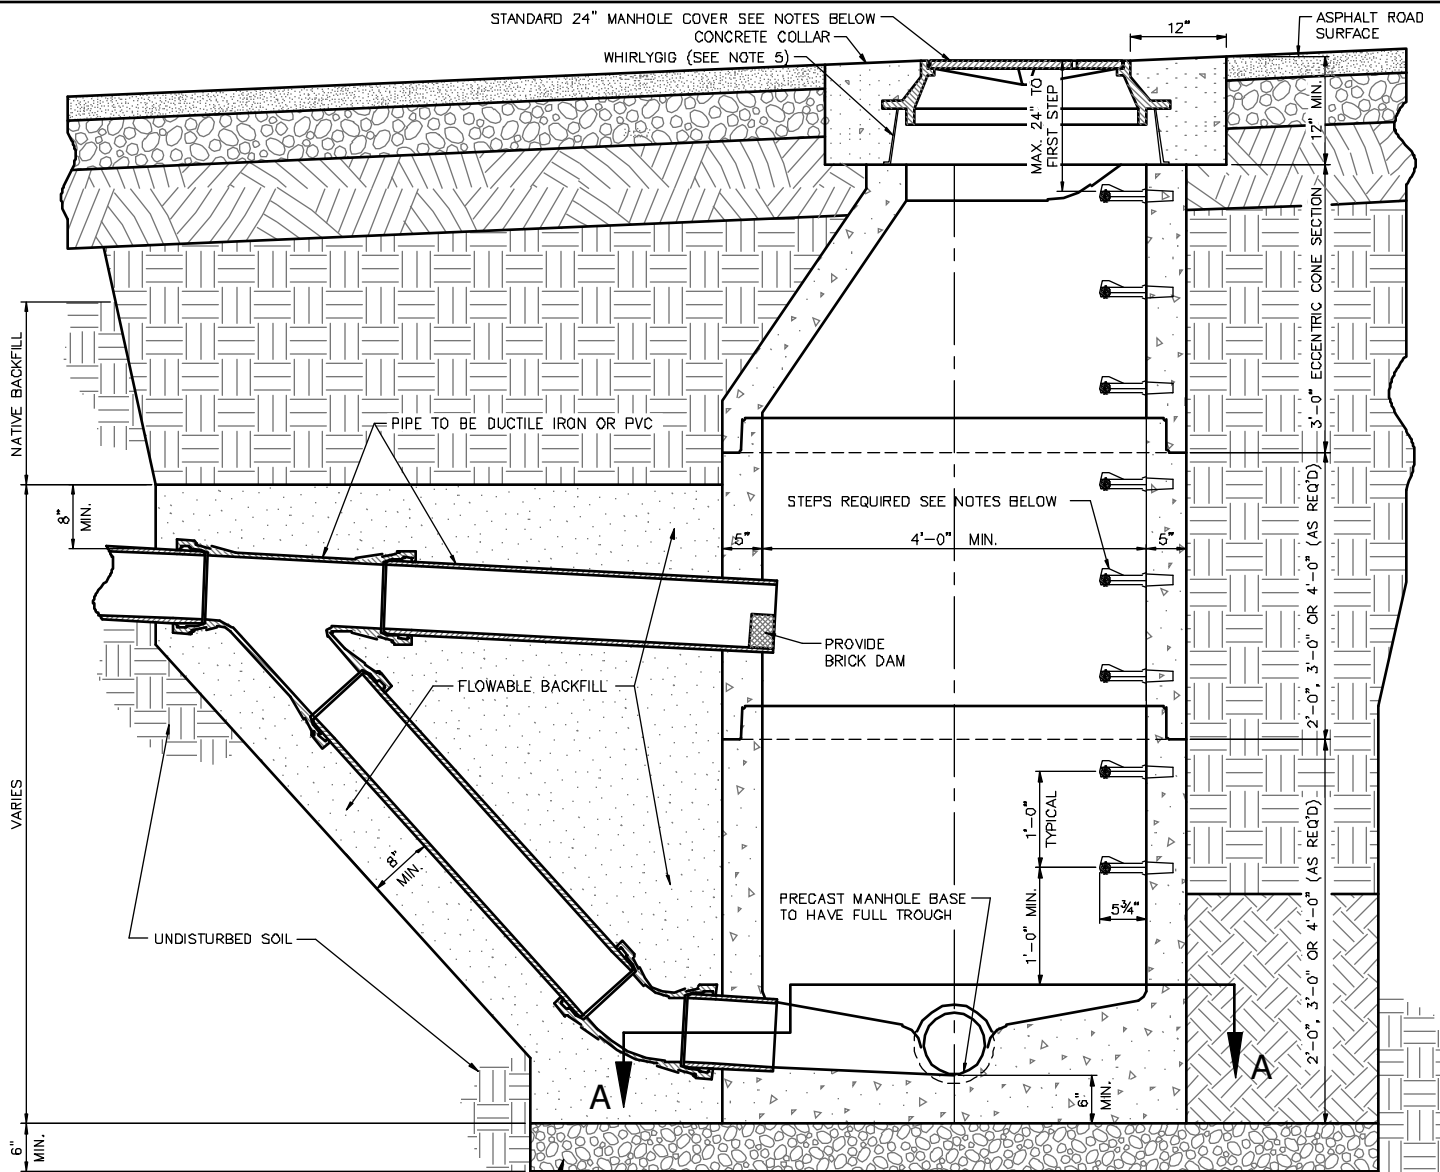 STANDARD 24" MANHOLE COVER SEE NOTES BELOW
CONCRETE COLLAR
WHIRLYGIG (SEE NOTE 5)
12"
ASPHALT ROAD
SURFACE
MAX. 24" TO
FIRST STEP
12" MIN.
3'-0" ECCENTRIC CONE SECTION
NATIVE BACKFILL
PIPE TO BE DUCTILE IRON OR PVC
8"
MIN.
STEPS REQUIRED SEE NOTES BELOW
5"
4'-0" MIN.
5"
2'-0", 3'-0" OR 4'-0" (AS REQ'D)
PROVIDE
BRICK DAM
FLOWABLE BACKFILL
VARIES
1'-0"
TYPICAL
8"
MIN.
PRECAST MANHOLE BASE
TO HAVE FULL TROUGH
1'-0" MIN.
5¾"
2'-0", 3'-0" OR 4'-0" (AS REQ'D)
UNDISTURBED SOIL
A
A
6"
MIN.
6"
MIN.